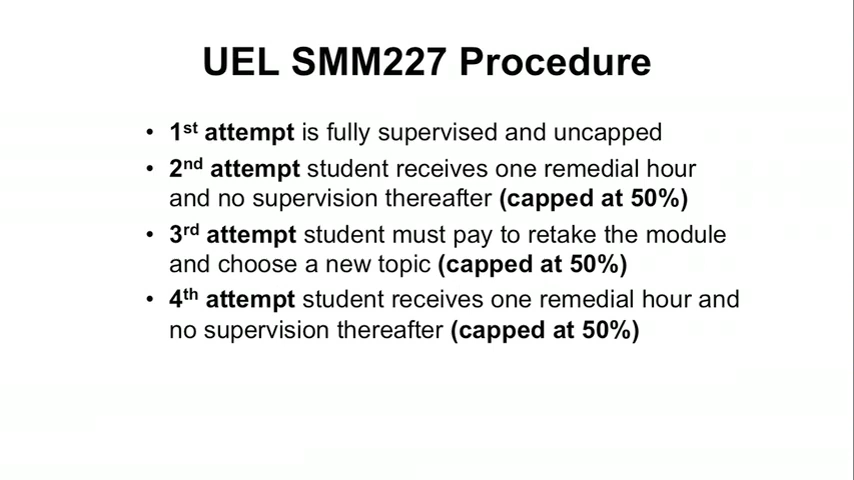 UEL SMM227 Procedure
• 1st attempt is fully supervised and uncapped
• 2nd attempt student receives one remedial hour
and no supervision thereafter (capped at 50%)
• 3rd attempt student must pay to retake the module
and choose a new topic (capped at 50%)
• 4th attempt student receives one remedial hour and
no supervision thereafter (capped at 50%)